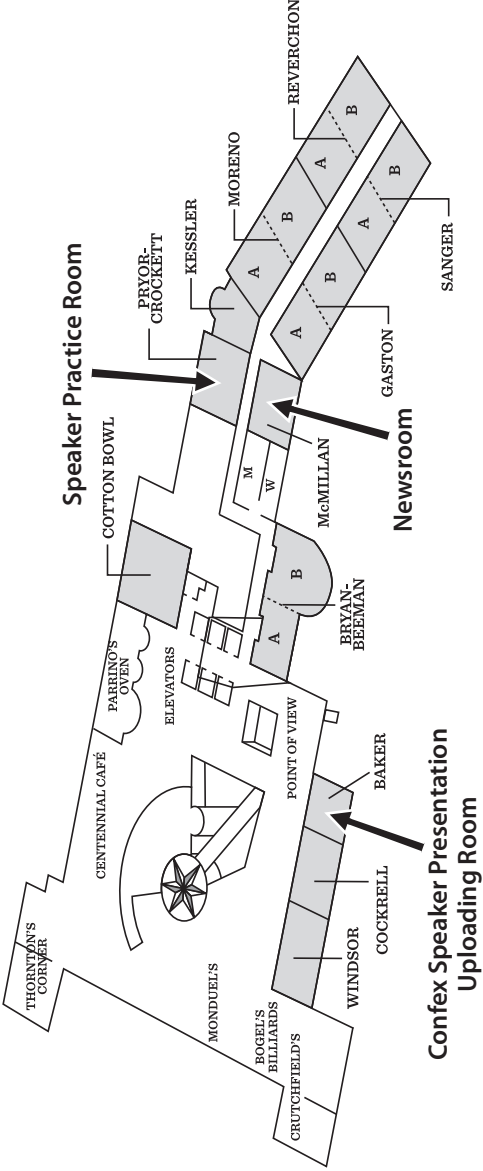 REVERCHON
B
A
MORENO
B
A
KESSLER
PRYOR-
CROCKETT
Speaker Practice Room
B
A
SANGER
B
A
GASTON
COTTON BOWL
M
W
McMILLAN
Newsroom
B
A
BRYAN-
BEEMAN
PARRINO'S
OVEN
ELEVATORS
POINT OF VIEW
CENTENNIAL CAFÉ
BAKER
COCKRELL
WINDSOR
Confex Speaker Presentation
Uploading Room
THORNTON'S
CORNER
MONDUEL'S
BOGEL'S
BILLIARDS
CRUTCHFIELD'S